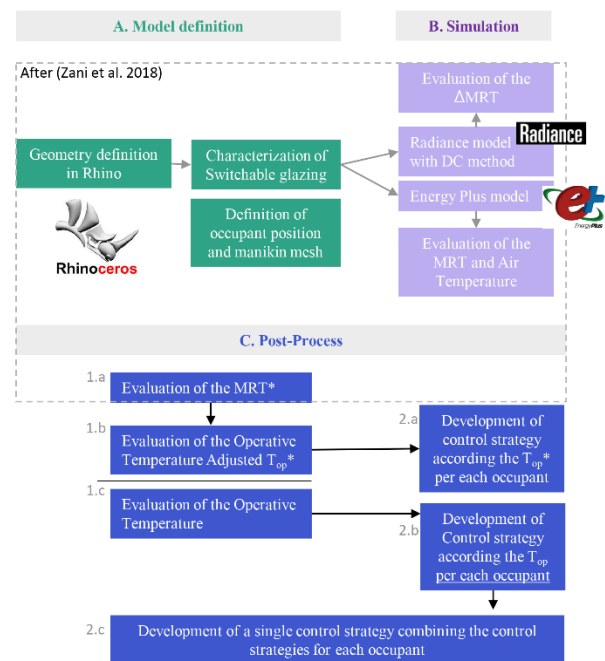 A. Model definition
B. Simulation
After (Zani et al. 2018)
Evaluation of the
ΔMRT
Radiance
Geometry definition
in Rhino
Characterization of
Switchable glazing
Radiance model
with DC method
Energy Plus model
e+
EnergyPlus
Definition of
occupant position
and manikin mesh
Rhinoceros
Evaluation of the
MRT and Air
Temperature
C. Post-Process
1.a
Evaluation of the MRT*
1.b
Evaluation of the Operative
Temperature Adjusted Top*
2.a
Development of
control strategy
according the Top*
per each occupant
1.c
Evaluation of the Operative
Temperature
2.b
Development of
Control strategy
according the Top
per each occupant
2.c
Development of a single control strategy combining the control
strategies for each occupant